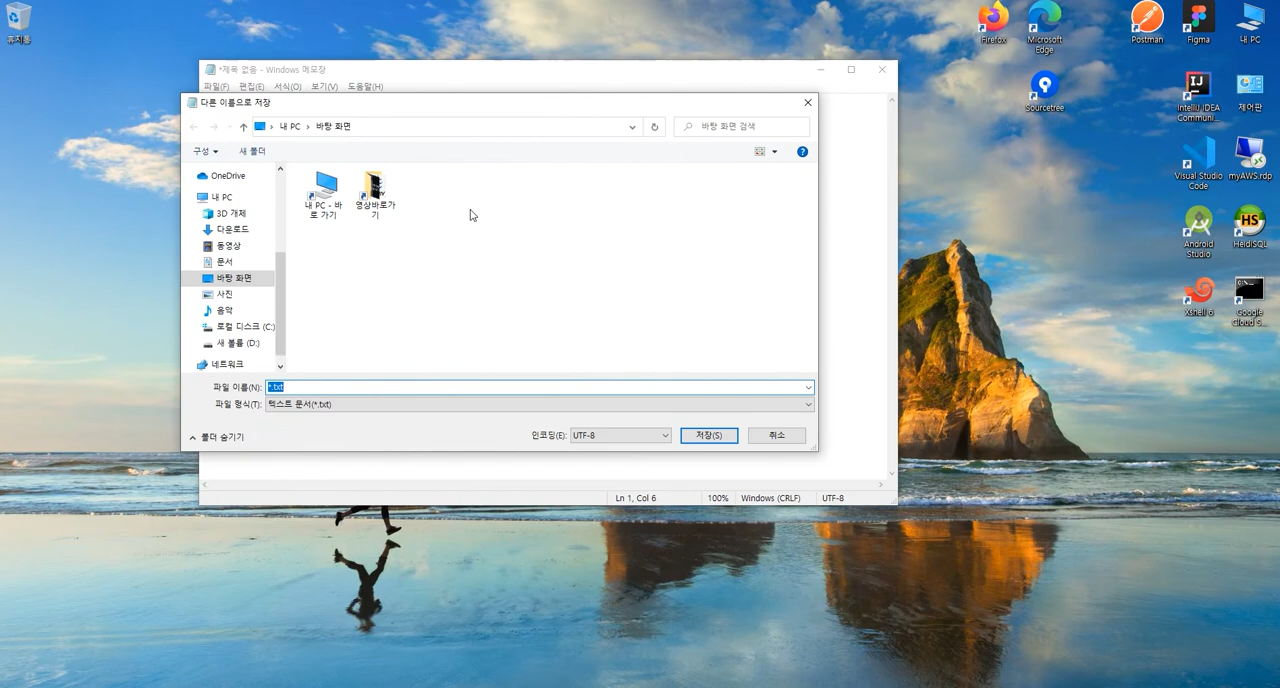 휴지통
Firefox
Microsoft
Edge
Postman
Figma
내 PC
Sourcetree
IntelliJ IDEA
Communi...
제어판
Visual Studio
Code
myAWS.rdp
Android
Studio
HeidiSQL
Xshell 6
Google
Cloud S...
*제목 없음 - Windows 메모장
파일(F) 편집(E) 서식(O) 보기(V) 도움말(H)
다른 이름으로 저장
내 PC › 바탕 화면
바탕 화면 검색
구성 새 폴더
OneDrive
내 PC
3D 개체
다운로드
동영상
문서
바탕 화면
사진
음악
로컬 디스크 (C:)
새 볼륨 (D:)
네트워크
내 PC - 바
로 가기
영상바로가
기
파일 이름(N): *.txt
파일 형식(T): 텍스트 문서(*.txt)
폴더 숨기기
인코딩(E): UTF-8 저장(S) 취소
Ln 1, Col 6 100% Windows (CRLF) UTF-8